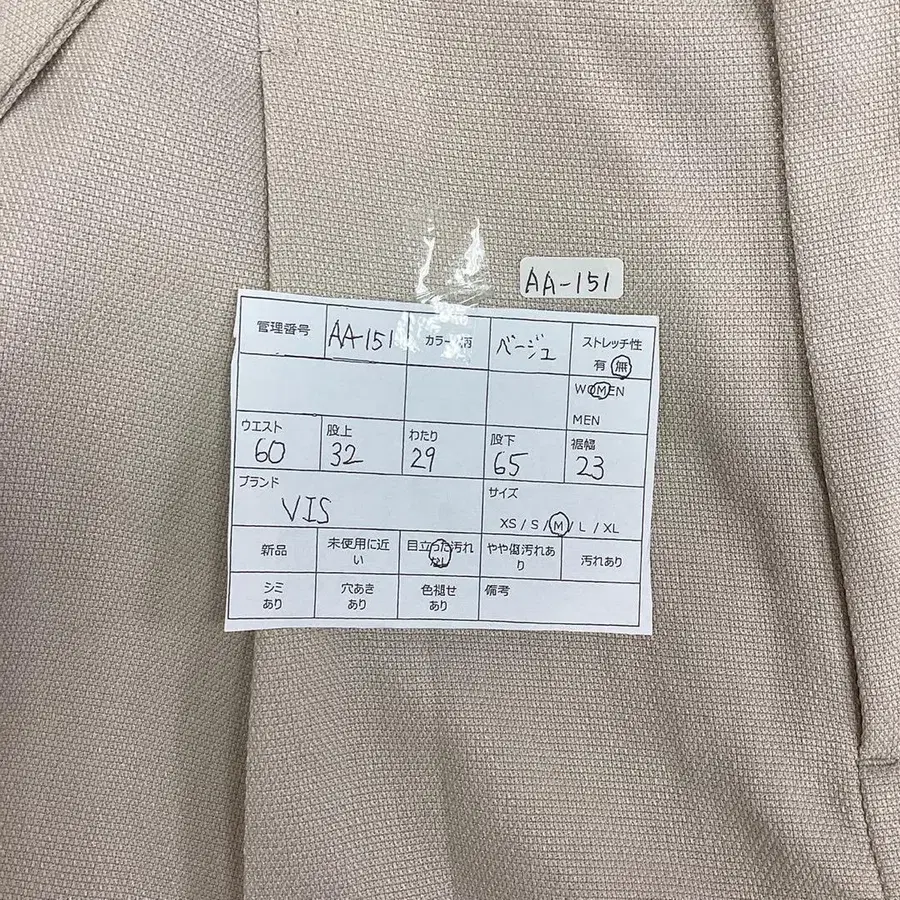 AA-151
管理番号 AA-151 カラー/柄 ベージュ ストレッチ性
有 無
WOMEN
MEN
ウエスト 股上 わたり 股下 裾幅
60 32 29 65 23
ブランド サイズ
VIS XS / S / M / L / XL
新品 未使用に近い 目立った汚れなし やや傷汚れあり 汚れあり
シミあり 穴あきあり 色褪せあり 備考